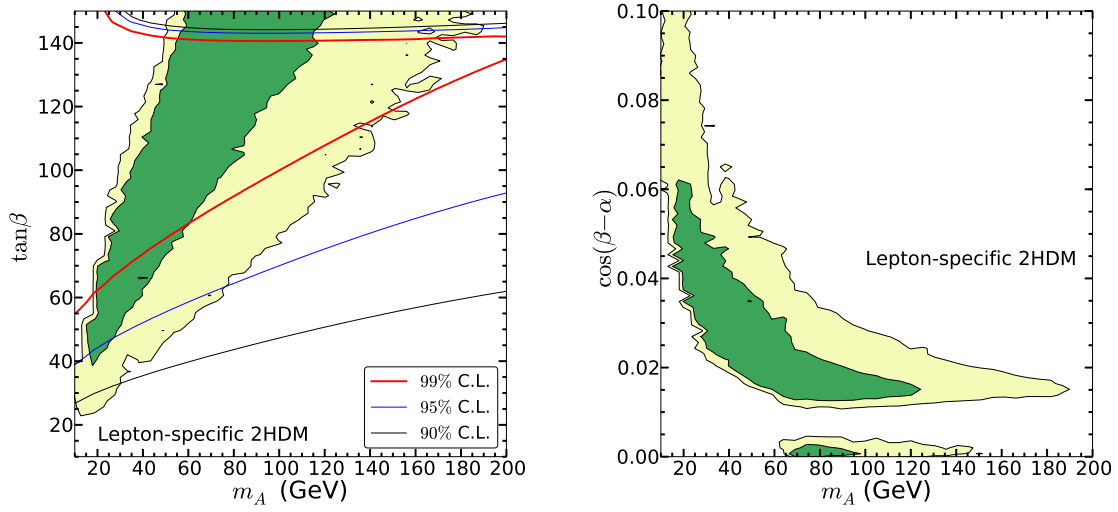 140
120
100
80
60
40
20
tanβ
99% C.L.
95% C.L.
90% C.L.
Lepton-specific 2HDM
20 40 60 80 100 120 140 160 180 200
m_A (GeV)
0.10
0.08
0.06
0.04
0.02
0.00
cos(β−α)
Lepton-specific 2HDM
20 40 60 80 100 120 140 160 180 200
m_A (GeV)